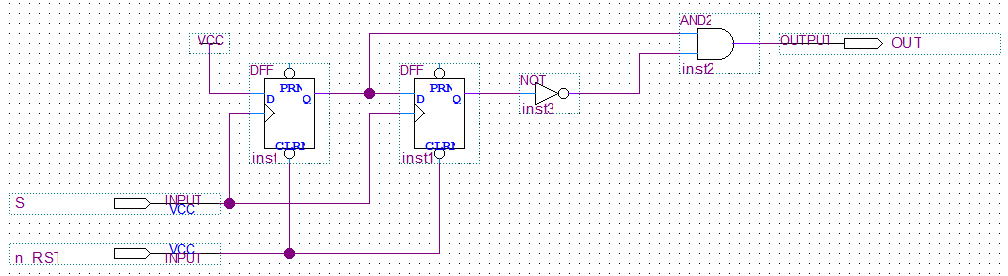 AND2
VCC
OUTPUT
OUT
DFF
DFF
inst2
NOT
PRN
PRN
D
Q
D
Q
inst3
CLRN
CLRN
inst
inst1
S
INPUT
VCC
VCC
n_RST
INPUT